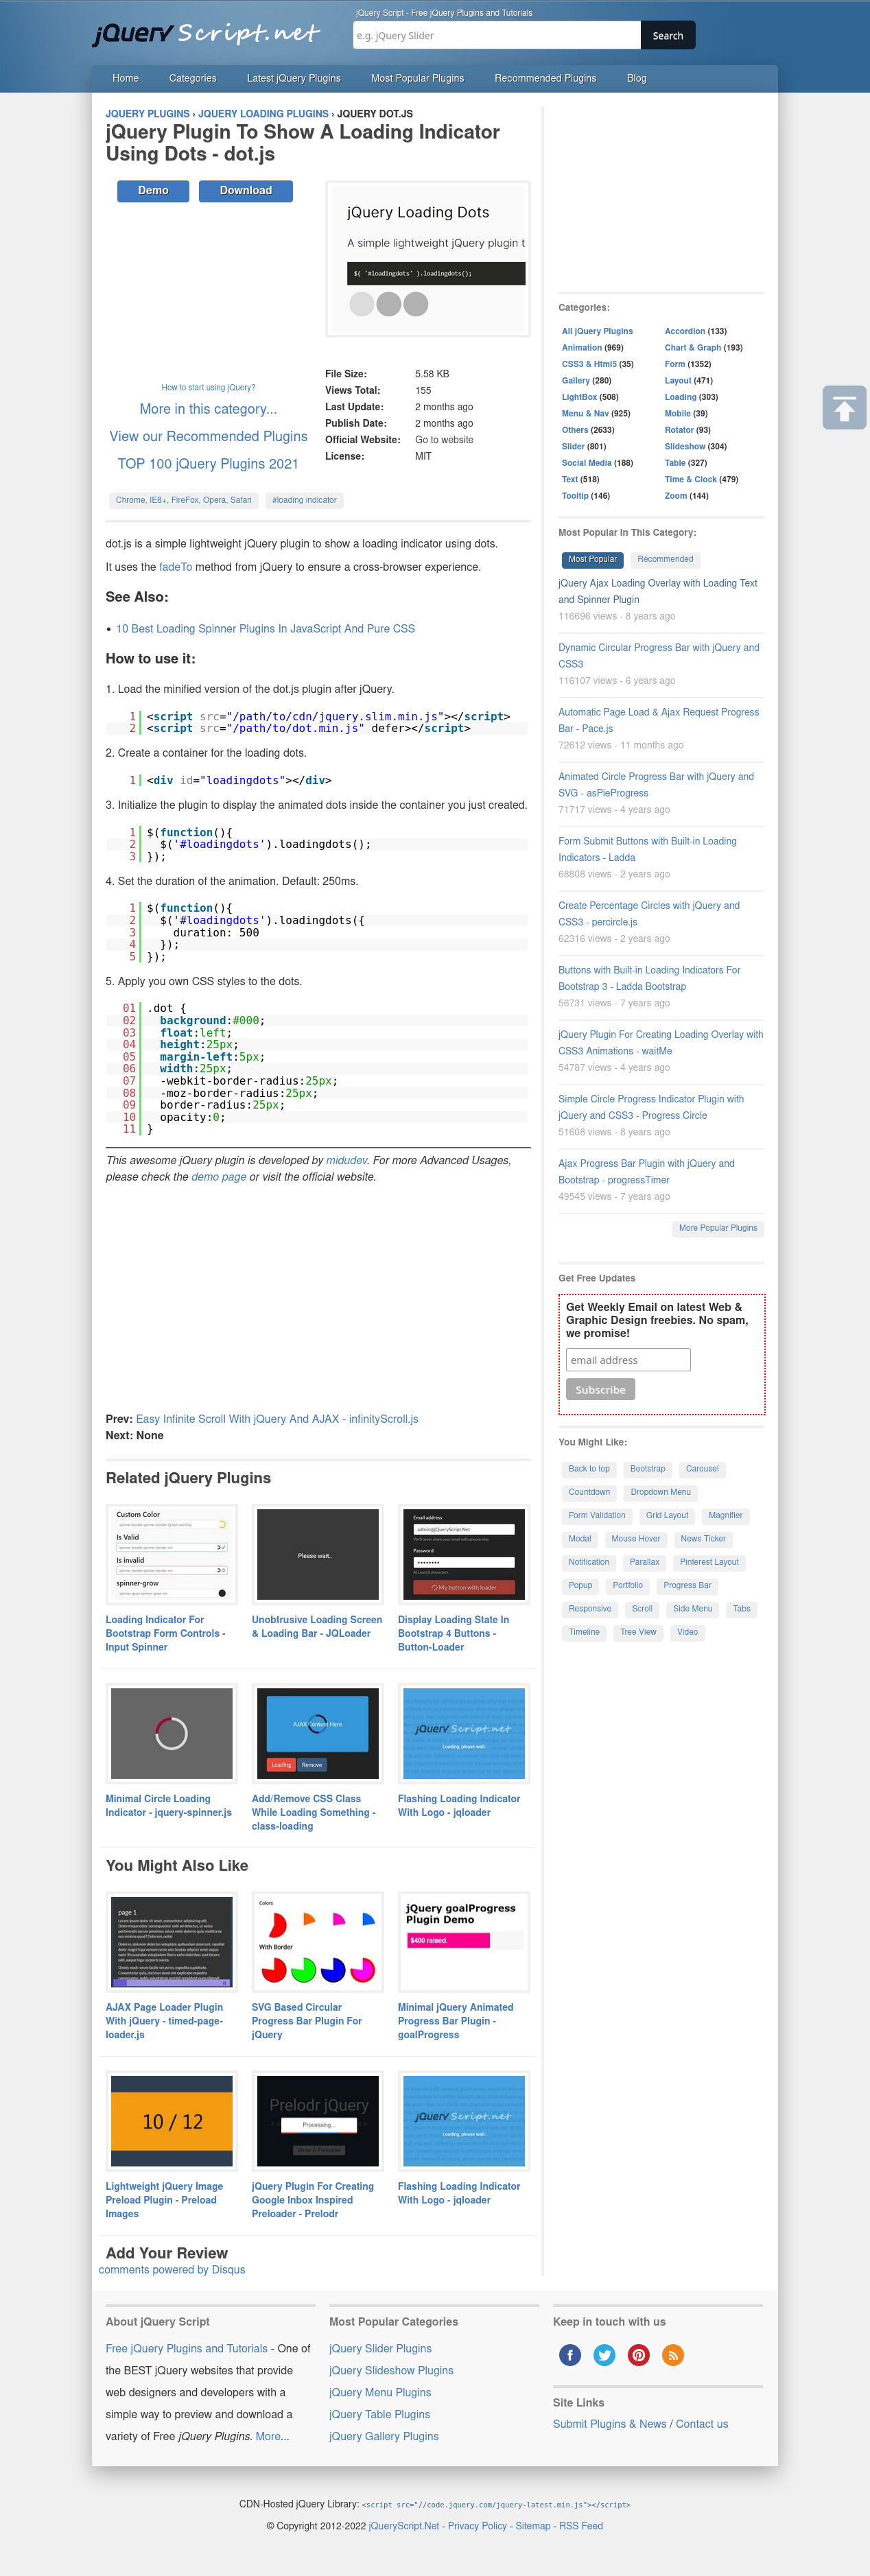 jQuery Script - Free jQuery Plugins and Tutorials
jQuery Script.net
e.g. jQuery Slider
Search
Home Categories Latest jQuery Plugins Most Popular Plugins Recommended Plugins Blog
JQUERY PLUGINS › JQUERY LOADING PLUGINS › JQUERY DOT.JS
jQuery Plugin To Show A Loading Indicator
Using Dots - dot.js
Demo Download
jQuery Loading Dots
A simple lightweight jQuery plugin t
$( '#loadingdots' ).loadingdots();
How to start using jQuery?
More in this category...
View our Recommended Plugins
TOP 100 jQuery Plugins 2021
File Size: 5.58 KB
Views Total: 155
Last Update: 2 months ago
Publish Date: 2 months ago
Official Website: Go to website
License: MIT
Chrome, IE8+, FireFox, Opera, Safari #loading indicator
dot.js is a simple lightweight jQuery plugin to show a loading indicator using dots.
It uses the fadeTo method from jQuery to ensure a cross-browser experience.
See Also:
• 10 Best Loading Spinner Plugins In JavaScript And Pure CSS
How to use it:
1. Load the minified version of the dot.js plugin after jQuery.
1 <script src="/path/to/cdn/jquery.slim.min.js"></script>
2 <script src="/path/to/dot.min.js" defer></script>
2. Create a container for the loading dots.
1 <div id="loadingdots"></div>
3. Initialize the plugin to display the animated dots inside the container you just created.
1 $(function(){
2 $('#loadingdots').loadingdots();
3 });
4. Set the duration of the animation. Default: 250ms.
1 $(function(){
2 $('#loadingdots').loadingdots({
3 duration: 500
4 });
5 });
5. Apply you own CSS styles to the dots.
01 .dot {
02 background:#000;
03 float:left;
04 height:25px;
05 margin-left:5px;
06 width:25px;
07 -webkit-border-radius:25px;
08 -moz-border-radius:25px;
09 border-radius:25px;
10 opacity:0;
11 }
This awesome jQuery plugin is developed by midudev. For more Advanced Usages,
please check the demo page or visit the official website.
Prev: Easy Infinite Scroll With jQuery And AJAX - infinityScroll.js
Next: None
Related jQuery Plugins
Custom Color
Is Valid
Is invalid
spinner-grow
Please wait..
Email address
admin@jQueryScript.Net
Password
My button with loader
Loading Indicator For
Bootstrap Form Controls -
Input Spinner
Unobtrusive Loading Screen
& Loading Bar - JQLoader
Display Loading State In
Bootstrap 4 Buttons -
Button-Loader
AJAX Content Here
Loading Remove
jQuery Script.net
Loading, please wait..
Minimal Circle Loading
Indicator - jquery-spinner.js
Add/Remove CSS Class
While Loading Something -
class-loading
Flashing Loading Indicator
With Logo - jqloader
You Might Also Like
page 1
Colors
With Border
jQuery goalProgress
Plugin Demo
$400 raised.
AJAX Page Loader Plugin
With jQuery - timed-page-
loader.js
SVG Based Circular
Progress Bar Plugin For
jQuery
Minimal jQuery Animated
Progress Bar Plugin -
goalProgress
10 / 12
Prelodr jQuery
Processing...
jQuery Script.net
Loading, please wait..
Lightweight jQuery Image
Preload Plugin - Preload
Images
jQuery Plugin For Creating
Google Inbox Inspired
Preloader - Prelodr
Flashing Loading Indicator
With Logo - jqloader
Add Your Review
comments powered by Disqus
Categories:
All jQuery Plugins Accordion (133)
Animation (969) Chart & Graph (193)
CSS3 & Html5 (35) Form (1352)
Gallery (280) Layout (471)
LightBox (508) Loading (303)
Menu & Nav (925) Mobile (39)
Others (2633) Rotator (93)
Slider (801) Slideshow (304)
Social Media (188) Table (327)
Text (518) Time & Clock (479)
Tooltip (146) Zoom (144)
Most Popular In This Category:
Most Popular Recommended
jQuery Ajax Loading Overlay with Loading Text
and Spinner Plugin
116696 views - 8 years ago
Dynamic Circular Progress Bar with jQuery and
CSS3
116107 views - 6 years ago
Automatic Page Load & Ajax Request Progress
Bar - Pace.js
72612 views - 11 months ago
Animated Circle Progress Bar with jQuery and
SVG - asPieProgress
71717 views - 4 years ago
Form Submit Buttons with Built-in Loading
Indicators - Ladda
68808 views - 2 years ago
Create Percentage Circles with jQuery and
CSS3 - percircle.js
62316 views - 2 years ago
Buttons with Built-in Loading Indicators For
Bootstrap 3 - Ladda Bootstrap
56731 views - 7 years ago
jQuery Plugin For Creating Loading Overlay with
CSS3 Animations - waitMe
54787 views - 4 years ago
Simple Circle Progress Indicator Plugin with
jQuery and CSS3 - Progress Circle
51608 views - 8 years ago
Ajax Progress Bar Plugin with jQuery and
Bootstrap - progressTimer
49545 views - 7 years ago
More Popular Plugins
Get Free Updates
Get Weekly Email on latest Web &
Graphic Design freebies. No spam,
we promise!
email address
Subscribe
You Might Like:
Back to top Bootstrap Carousel
Countdown Dropdown Menu
Form Validation Grid Layout Magnifier
Modal Mouse Hover News Ticker
Notification Parallax Pinterest Layout
Popup Portfolio Progress Bar
Responsive Scroll Side Menu Tabs
Timeline Tree View Video
About jQuery Script
Free jQuery Plugins and Tutorials - One of
the BEST jQuery websites that provide
web designers and developers with a
simple way to preview and download a
variety of Free jQuery Plugins. More...
Most Popular Categories
jQuery Slider Plugins
jQuery Slideshow Plugins
jQuery Menu Plugins
jQuery Table Plugins
jQuery Gallery Plugins
Keep in touch with us
Site Links
Submit Plugins & News / Contact us
CDN-Hosted jQuery Library: <script src="//code.jquery.com/jquery-latest.min.js"></script>
© Copyright 2012-2022 jQueryScript.Net - Privacy Policy - Sitemap - RSS Feed